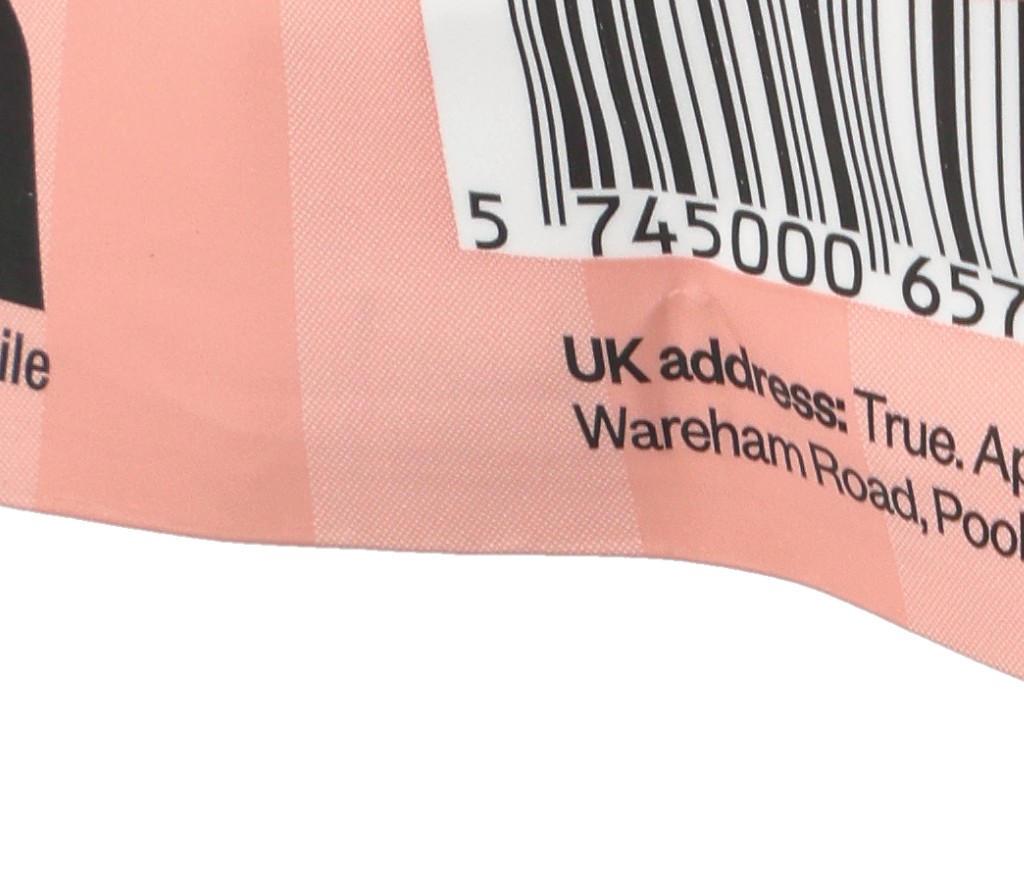 5 745000 657
ile
UK address: True. Ap
Wareham Road, Pool